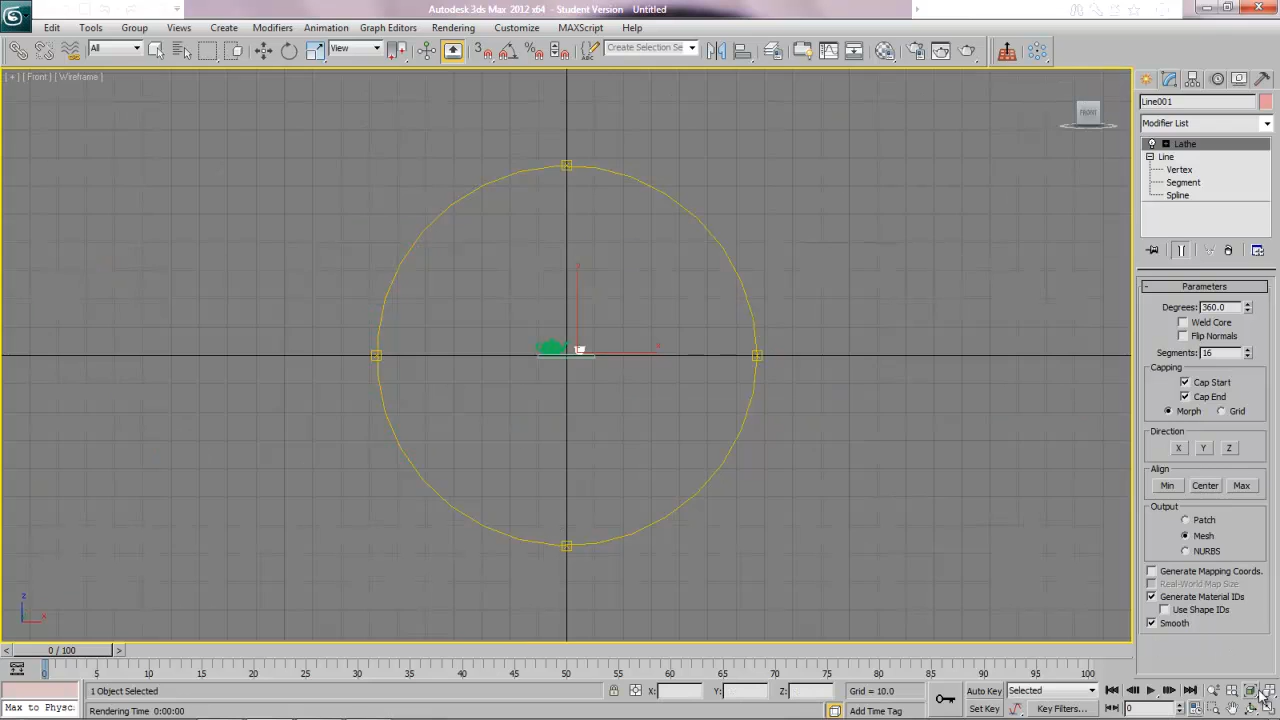 Autodesk 3ds Max 2012 x64 - Student Version Untitled
Edit Tools Group Views Create Modifiers Animation Graph Editors Rendering Customize MAXScript Help
All View 3 Create Selection Se
[ + ] [ Front ] [ Wireframe ]
FRONT
Line001
Modifier List
Lathe
Line
Vertex
Segment
Spline
- Parameters
Degrees: 360.0
Weld Core
Flip Normals
Segments: 16
Capping
Cap Start
Cap End
Morph Grid
Direction
X Y Z
Align
Min Center Max
Output
Patch
Mesh
NURBS
Generate Mapping Coords.
Real-World Map Size
Generate Material IDs
Use Shape IDs
Smooth
z
x
x
< 0 / 100 >
0 5 10 15 20 25 30 35 40 45 50 55 60 65 70 75 80 85 90 95 100
1 Object Selected X: Y: Z: Grid = 10.0 Auto Key Selected
Max to Physc Rendering Time 0:00:00 Add Time Tag Set Key Key Filters... 0